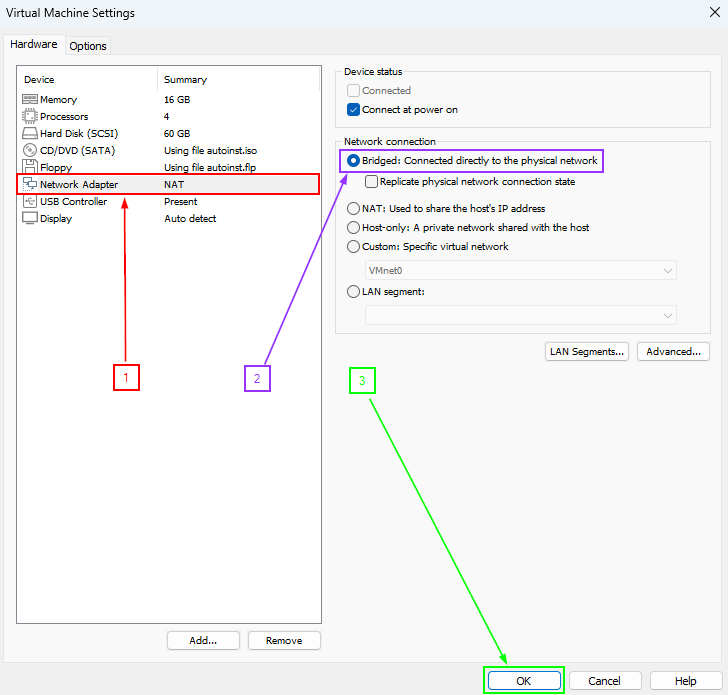 Virtual Machine Settings
Hardware Options
Device Summary
Memory 16 GB
Processors 4
Hard Disk (SCSI) 60 GB
CD/DVD (SATA) Using file autoinst.iso
Floppy Using file autoinst.flp
Network Adapter NAT
USB Controller Present
Display Auto detect
1
2
Add... Remove
Device status
Connected
Connect at power on
Network connection
Bridged: Connected directly to the physical network
Replicate physical network connection state
NAT: Used to share the host's IP address
Host-only: A private network shared with the host
Custom: Specific virtual network
VMnet0
LAN segment:
LAN Segments... Advanced...
3
OK Cancel Help